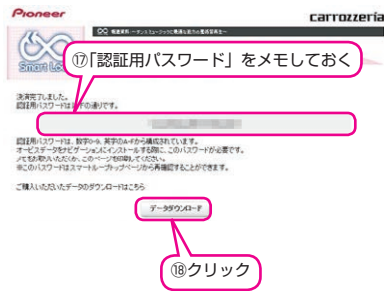 Pioneer
carrozzeria
Smart Lo
⑰「認証用パスワード」をメモしておく
決済完了しました。
認証用パスワードは以下の通りです。
認証用パスワードは、数字0-9、英字のA-Fから構成されています。
オービスデータをナビゲーションにインストールする際に、このパスワードが必要です。
メモをお取りいただくか、このページを印刷してください。
※このパスワードはスマートループトップページから再確認することができます。
ご購入いただいたデータのダウンロードはこちら
データダウンロード
⑱クリック